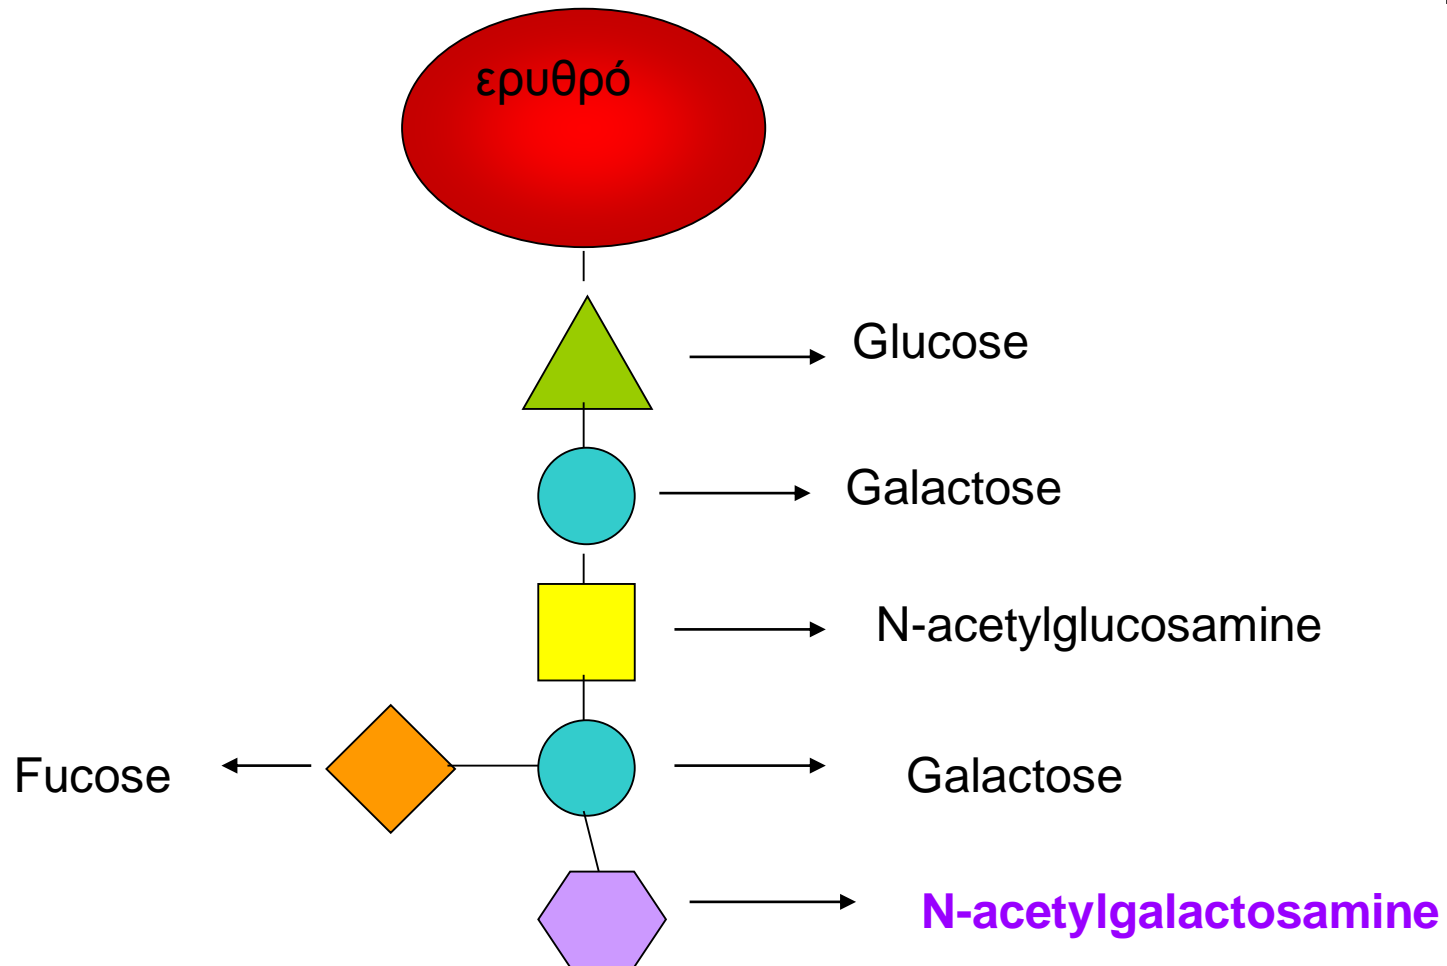 ερυθρό
Glucose
Galactose
N-acetylglucosamine
Fucose
Galactose
N-acetylgalactosamine